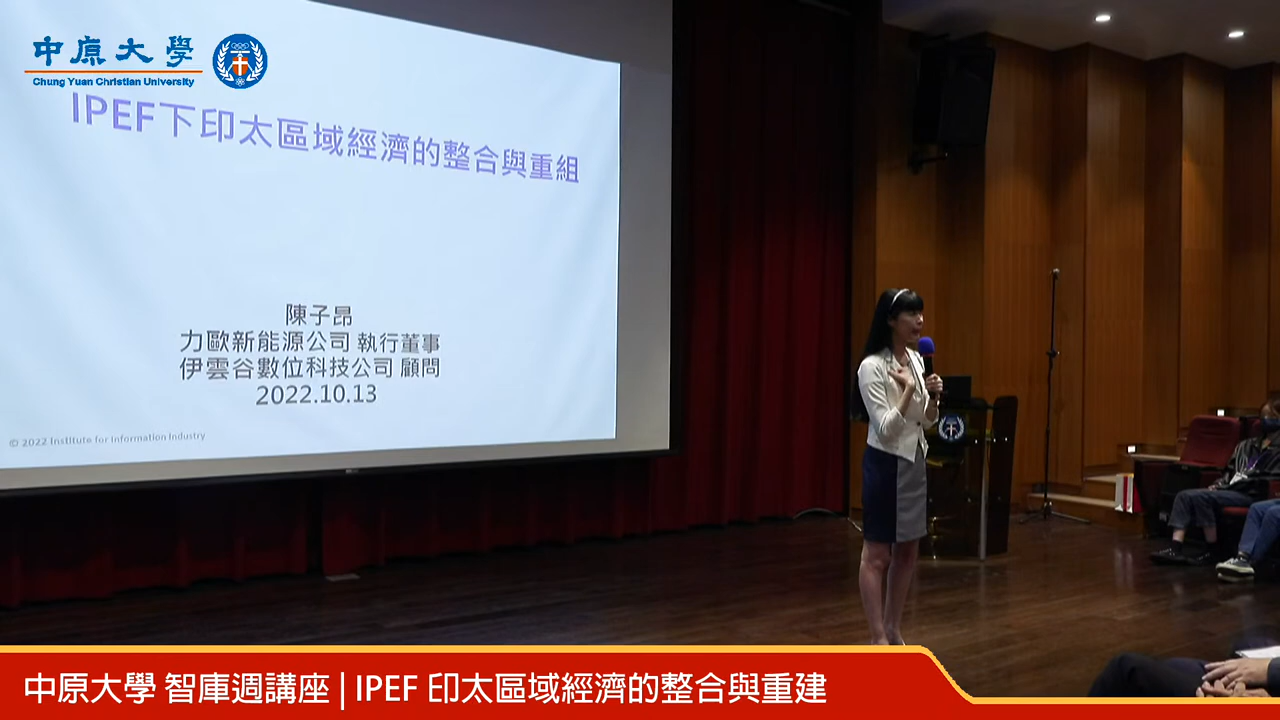 中原大學
Chung Yuan Christian University
IPEF下印太區域經濟的整合與重組
陳子昂
力歐新能源公司 執行董事
伊雲谷數位科技公司 顧問
2022.10.13
© 2022 Institute for Information Industry
中原大學 智庫週講座 | IPEF 印太區域經濟的整合與重建